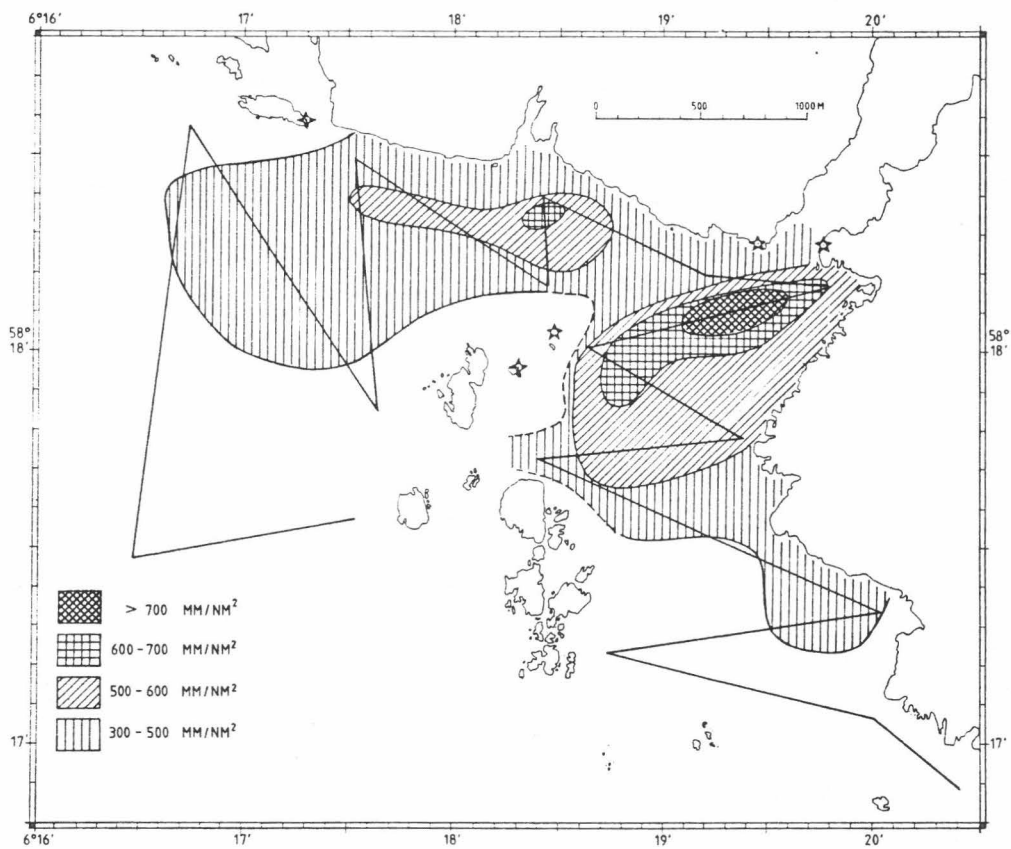 6°16' 17' 18' 19' 20'
0 500 1000 M
58° 18'
58° 18'
> 700 MM/NM²
600 - 700 MM/NM²
500 - 600 MM/NM²
300 - 500 MM/NM²
17'
17'
6°16' 17' 18' 19' 20'